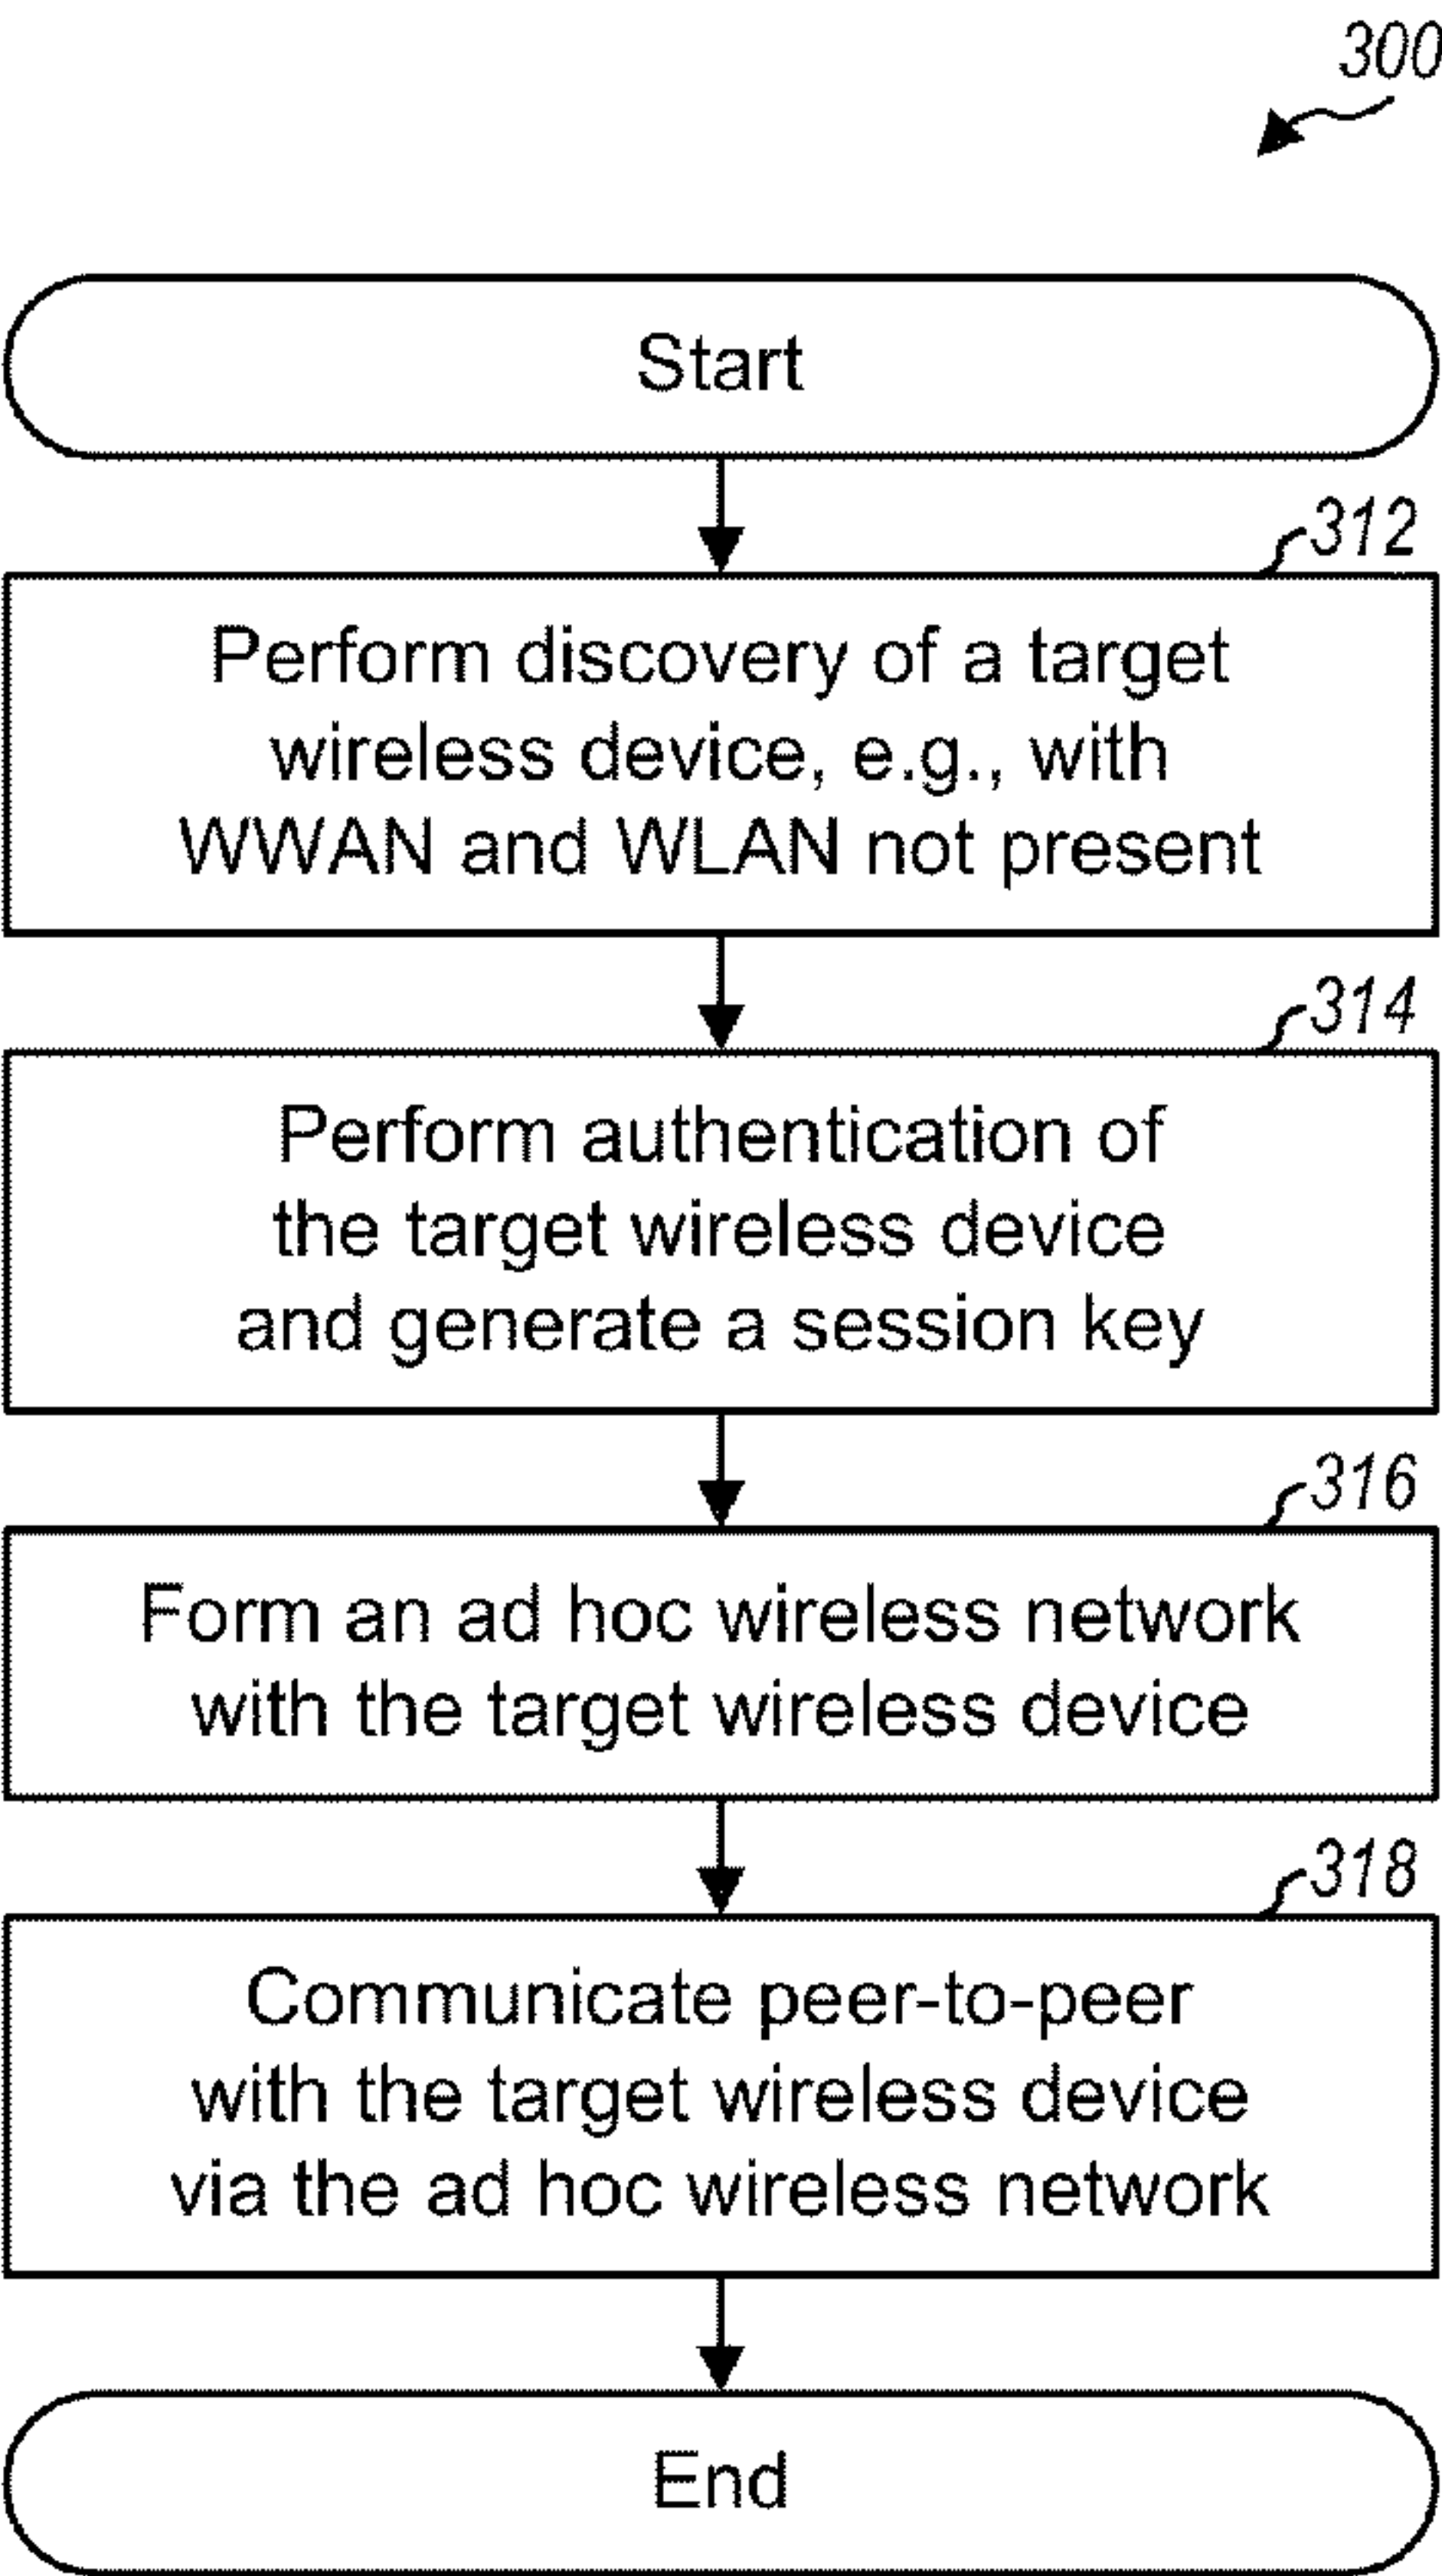 300
Start
312
Perform discovery of a target
wireless device, e.g., with
WWAN and WLAN not present
314
Perform authentication of
the target wireless device
and generate a session key
316
Form an ad hoc wireless network
with the target wireless device
318
Communicate peer-to-peer
with the target wireless device
via the ad hoc wireless network
End